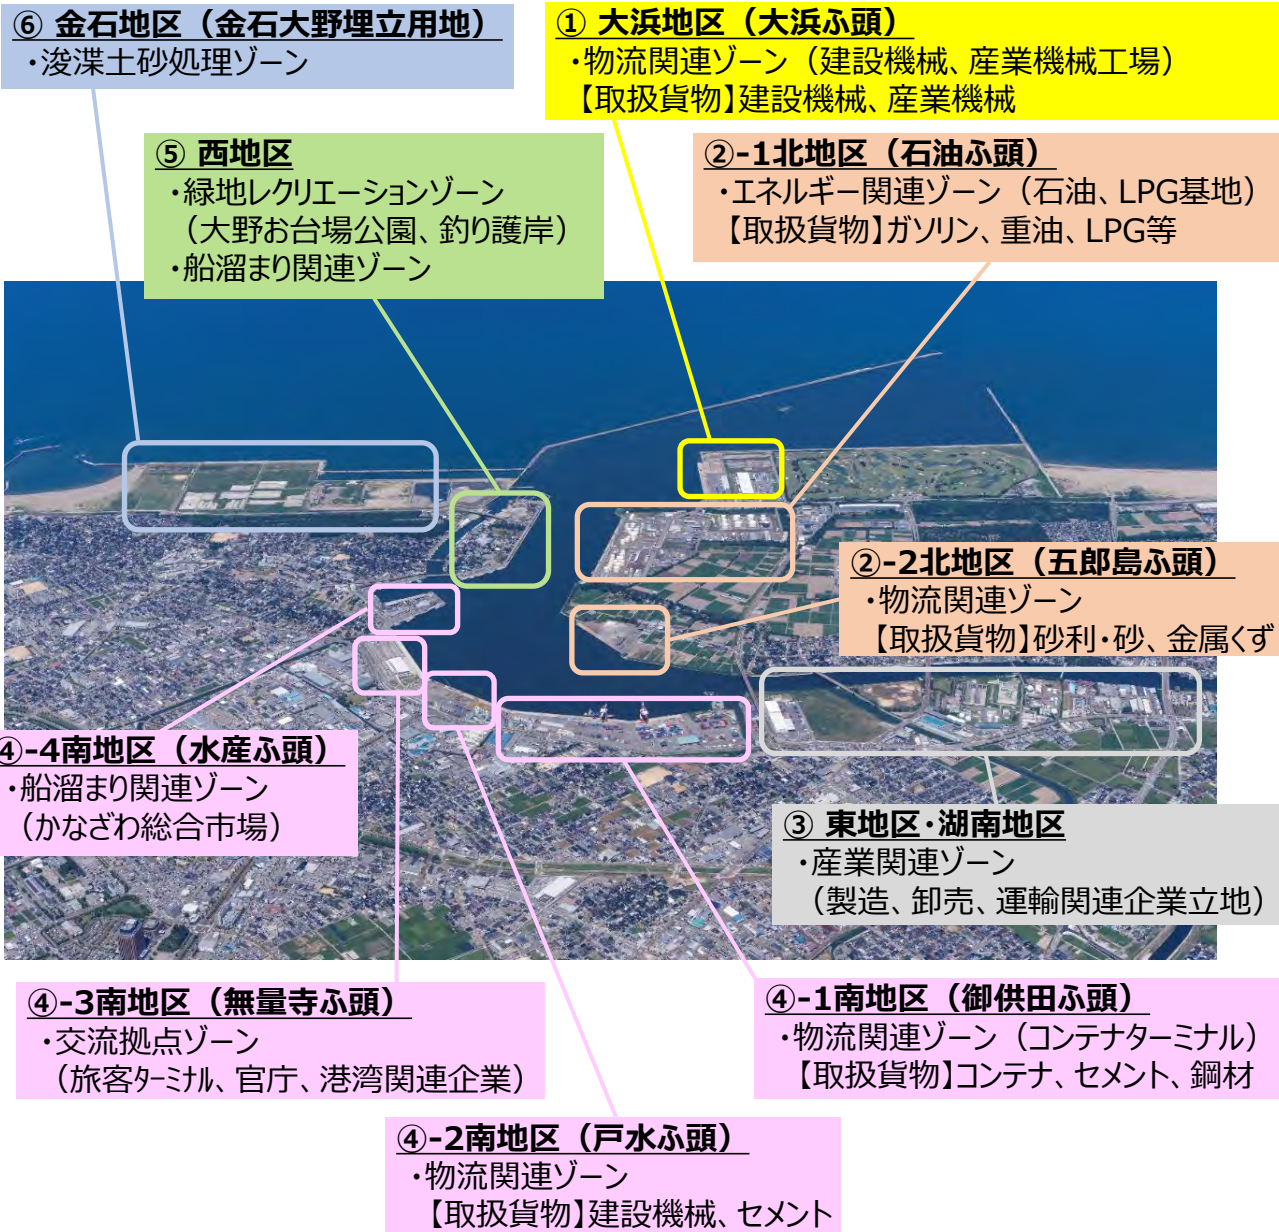 ⑥ 金石地区（金石大野埋立用地）
・浚渫土砂処理ゾーン
① 大浜地区（大浜ふ頭）
・物流関連ゾーン（建設機械、産業機械工場）
【取扱貨物】建設機械、産業機械
⑤ 西地区
・緑地レクリエーションゾーン
（大野お台場公園、釣り護岸）
・船溜まり関連ゾーン
②-1北地区（石油ふ頭）
・エネルギー関連ゾーン（石油、LPG基地）
【取扱貨物】ガソリン、重油、LPG等
②-2北地区（五郎島ふ頭）
・物流関連ゾーン
【取扱貨物】砂利・砂、金属くず
④-4南地区（水産ふ頭）
・船溜まり関連ゾーン
（かなざわ総合市場）
③ 東地区・湖南地区
・産業関連ゾーン
（製造、卸売、運輸関連企業立地）
④-3南地区（無量寺ふ頭）
・交流拠点ゾーン
（旅客ターミナル、官庁、港湾関連企業）
④-1南地区（御供田ふ頭）
・物流関連ゾーン（コンテナターミナル）
【取扱貨物】コンテナ、セメント、鋼材
④-2南地区（戸水ふ頭）
・物流関連ゾーン
【取扱貨物】建設機械、セメント